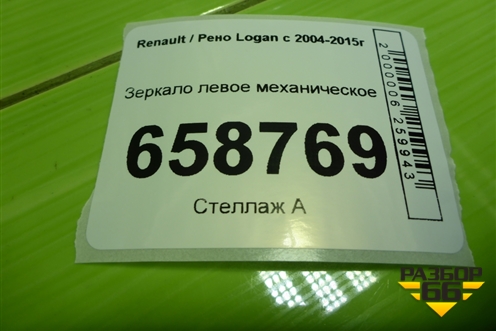 Renault / Рено Logan с 2004-2015г
Зеркало левое механическое
658769
Стеллаж А
2000006259943
РАЗБОР
66